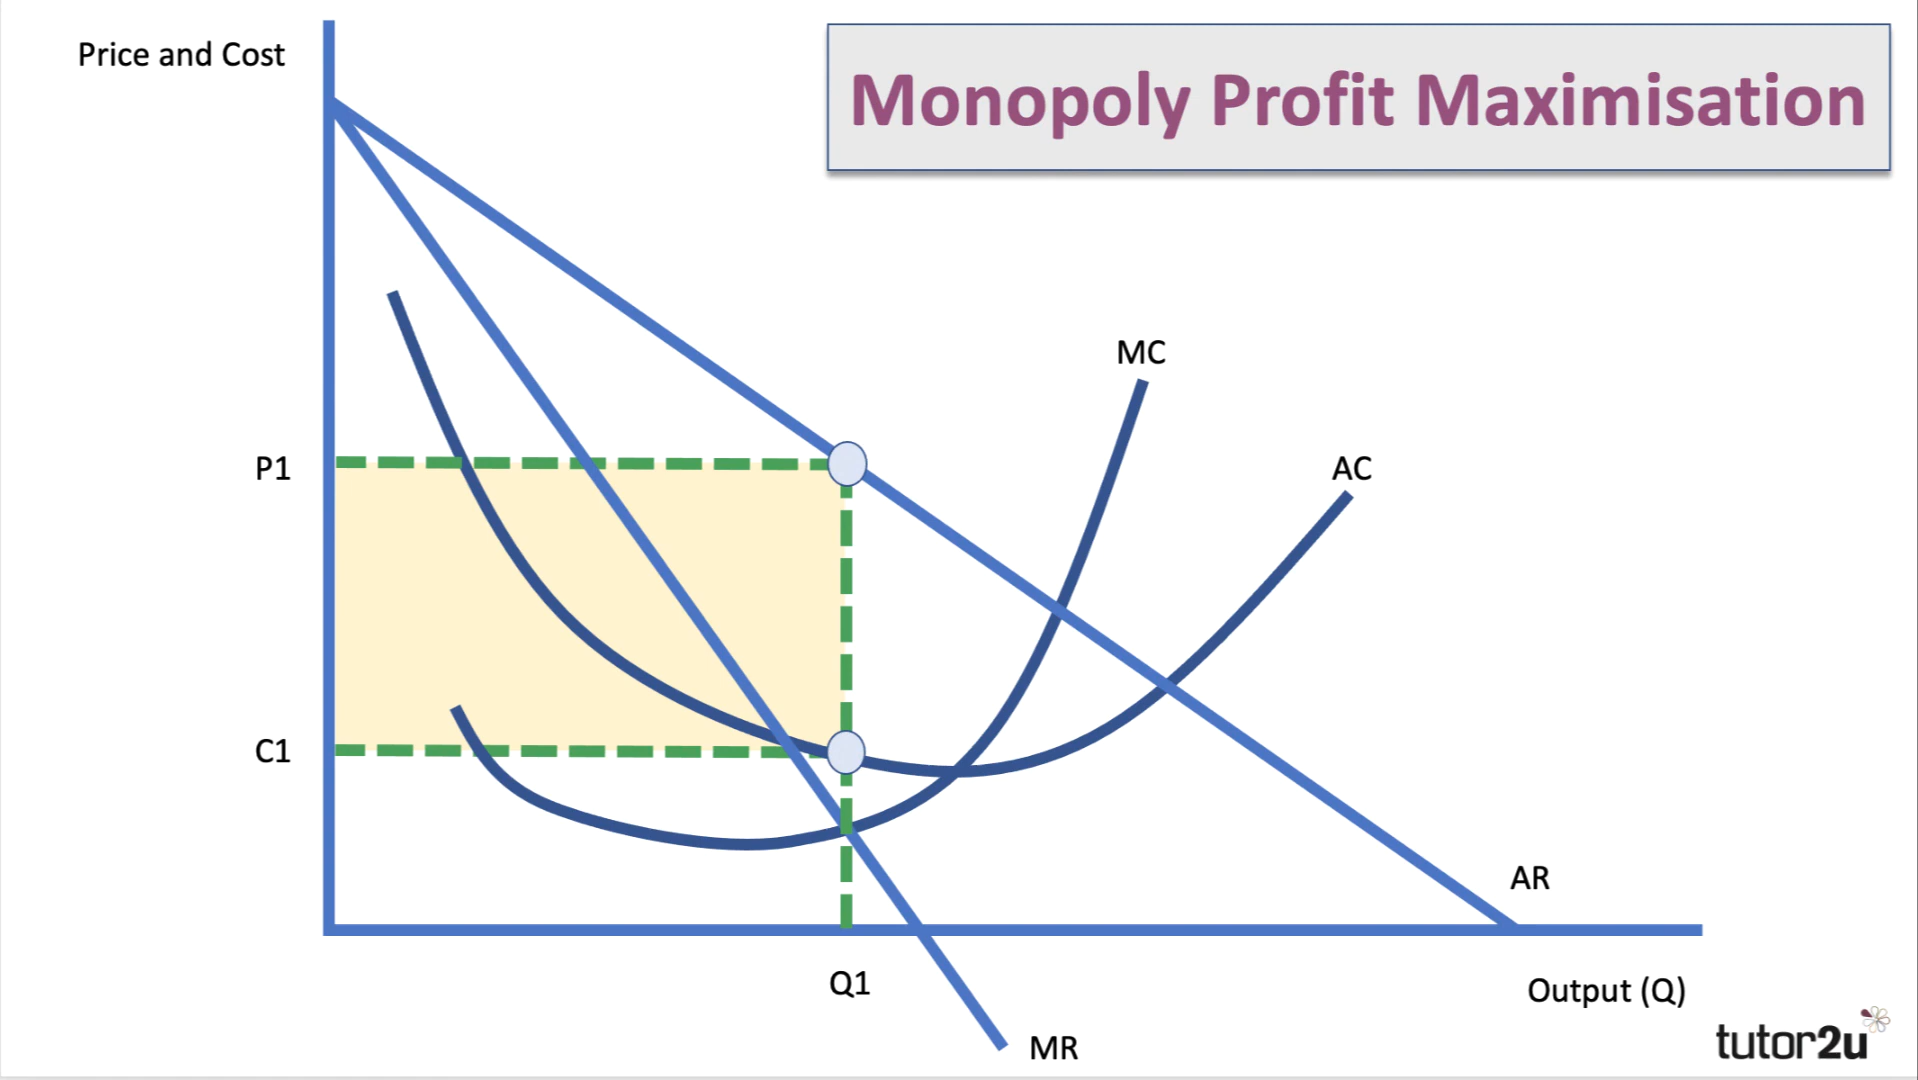 Price and Cost
Monopoly Profit Maximisation
MC
P1
AC
C1
AR
Q1
Output (Q)
MR
tutor2u